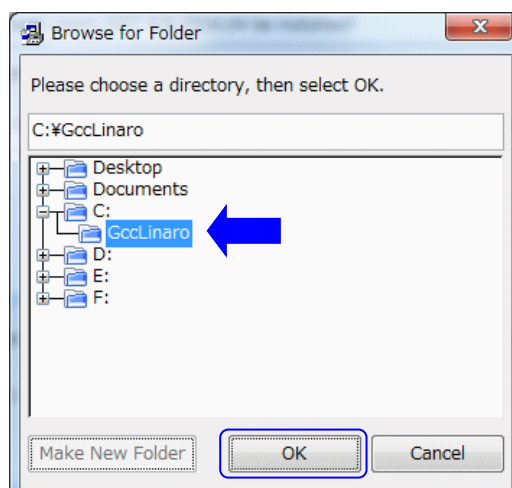 Browse for Folder
Please choose a directory, then select OK.
C:¥GccLinaro
Desktop
Documents
C:
GccLinaro
D:
E:
F:
Make New Folder
OK
Cancel